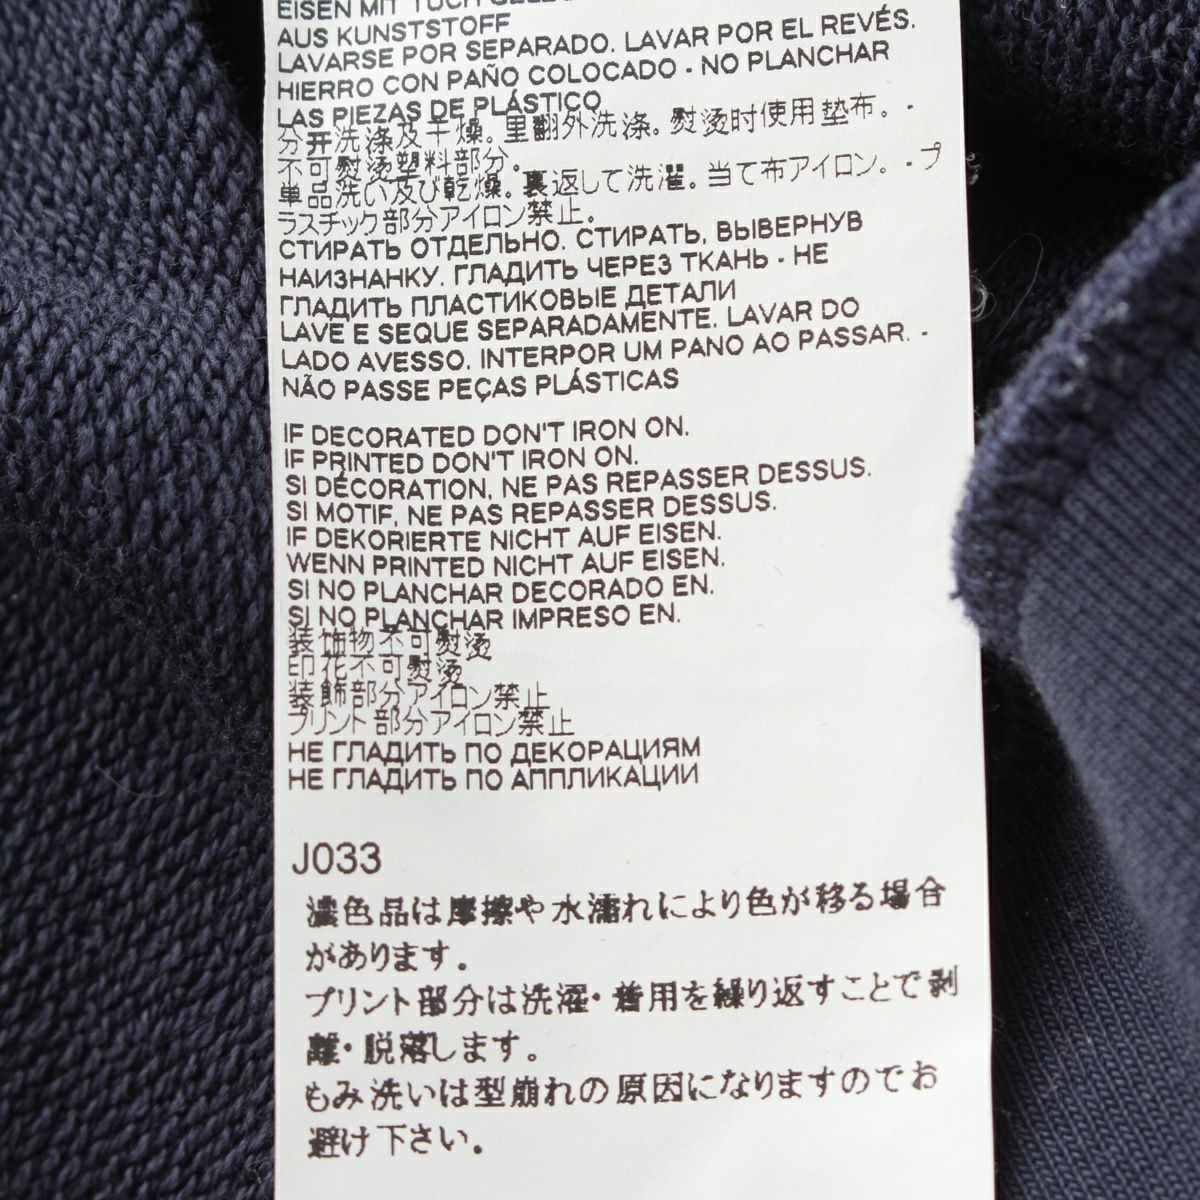 EISEN MIT TUCH
AUS KUNSTSTOFF
LAVARSE POR SEPARADO. LAVAR POR EL REVÉS.
HIERRO CON PAÑO COLOCADO - NO PLANCHAR
LAS PIEZAS DE PLÁSTICO
分开洗涤及干燥。里翻外洗涤。熨烫时使用垫布。-
不可熨烫塑料部分。
単品洗い及び乾燥。裏返して洗濯。当て布アイロン。-プ
ラスチック部分アイロン禁止。
СТИРАТЬ ОТДЕЛЬНО. СТИРАТЬ, ВЫВЕРНУВ
НАИЗНАНКУ. ГЛАДИТЬ ЧЕРЕЗ ТКАНЬ - НЕ
ГЛАДИТЬ ПЛАСТИКОВЫЕ ДЕТАЛИ
LAVE E SEQUE SEPARADAMENTE. LAVAR DO
LADO AVESSO. INTERPOR UM PANO AO PASSAR. -
NÃO PASSE PEÇAS PLÁSTICAS
IF DECORATED DON'T IRON ON.
IF PRINTED DON'T IRON ON.
SI DÉCORATION, NE PAS REPASSER DESSUS.
SI MOTIF, NE PAS REPASSER DESSUS.
IF DEKORIERTE NICHT AUF EISEN.
WENN PRINTED NICHT AUF EISEN.
SI NO PLANCHAR DECORADO EN.
SI NO PLANCHAR IMPRESO EN.
装饰物不可熨烫
印花不可熨烫
装飾部分アイロン禁止
プリント部分アイロン禁止
НЕ ГЛАДИТЬ ПО ДЕКОРАЦИЯМ
НЕ ГЛАДИТЬ ПО АППЛИКАЦИИ
J033
濃色品は摩擦や水濡れにより色が移る場合
があります。
プリント部分は洗濯・着用を繰り返すことで剥
離・脱落します。
もみ洗いは型崩れの原因になりますのでお
避け下さい。